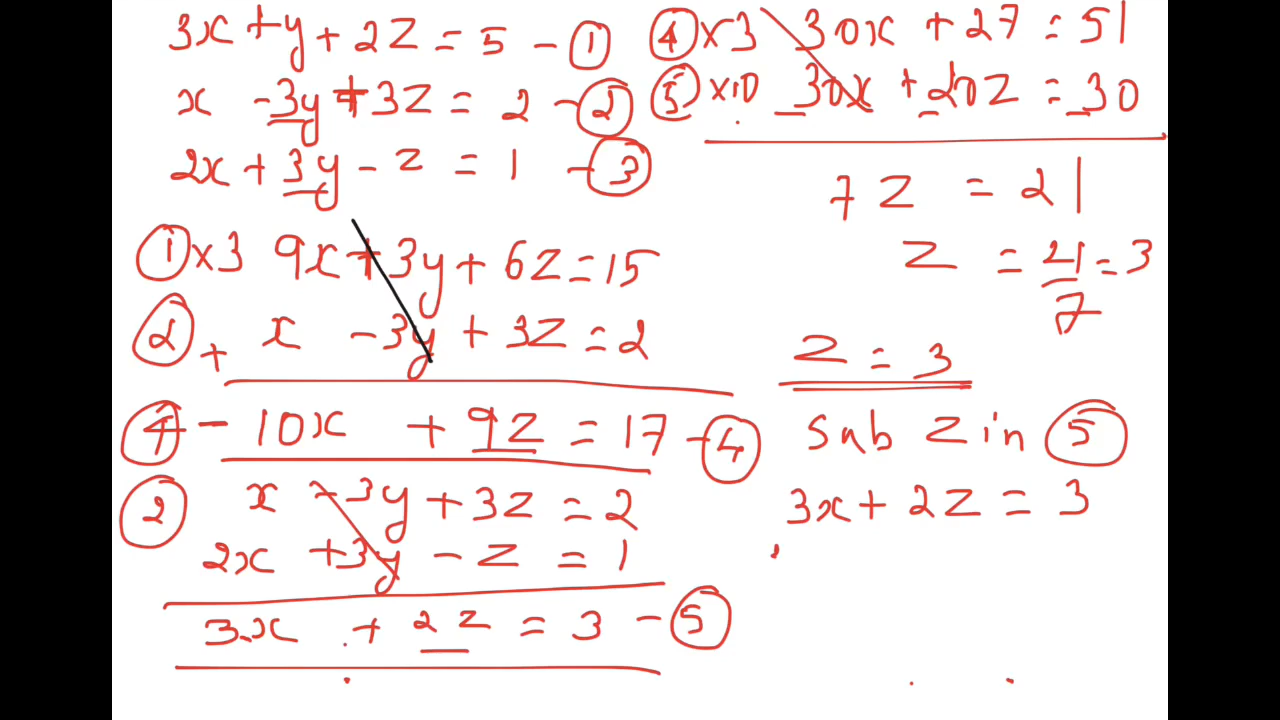 3x + y + 2z = 5 - ①
x - 3y + 3z = 2 - ②
2x + 3y - z = 1 - ③
① x3 9x + 3y + 6z = 15
② + x - 3y + 3z = 2
④ - 10x + 9z = 17 - ④
② x - 3y + 3z = 2
2x + 3y - z = 1
3x + 2z = 3 - ⑤
④ x3 30x + 27 = 51
⑤ x10 30x + 20z = 30
7z = 21
z = 21/7 = 3
z = 3
sub z in ⑤
3x + 2z = 3